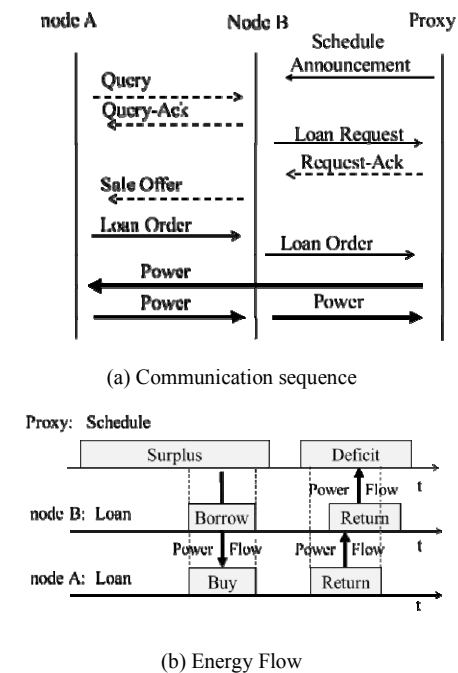 node A Node B Proxy
Schedule
Announcement
Query
Query-Ack
Loan Request
Request-Ack
Sale Offer
Loan Order
Loan Order
Power
Power Power
(a) Communication sequence
Proxy: Schedule
Surplus Deficit
Power Flow t
node B: Loan Borrow Return
Power Flow Power Flow t
node A: Loan Buy Return
t
(b) Energy Flow